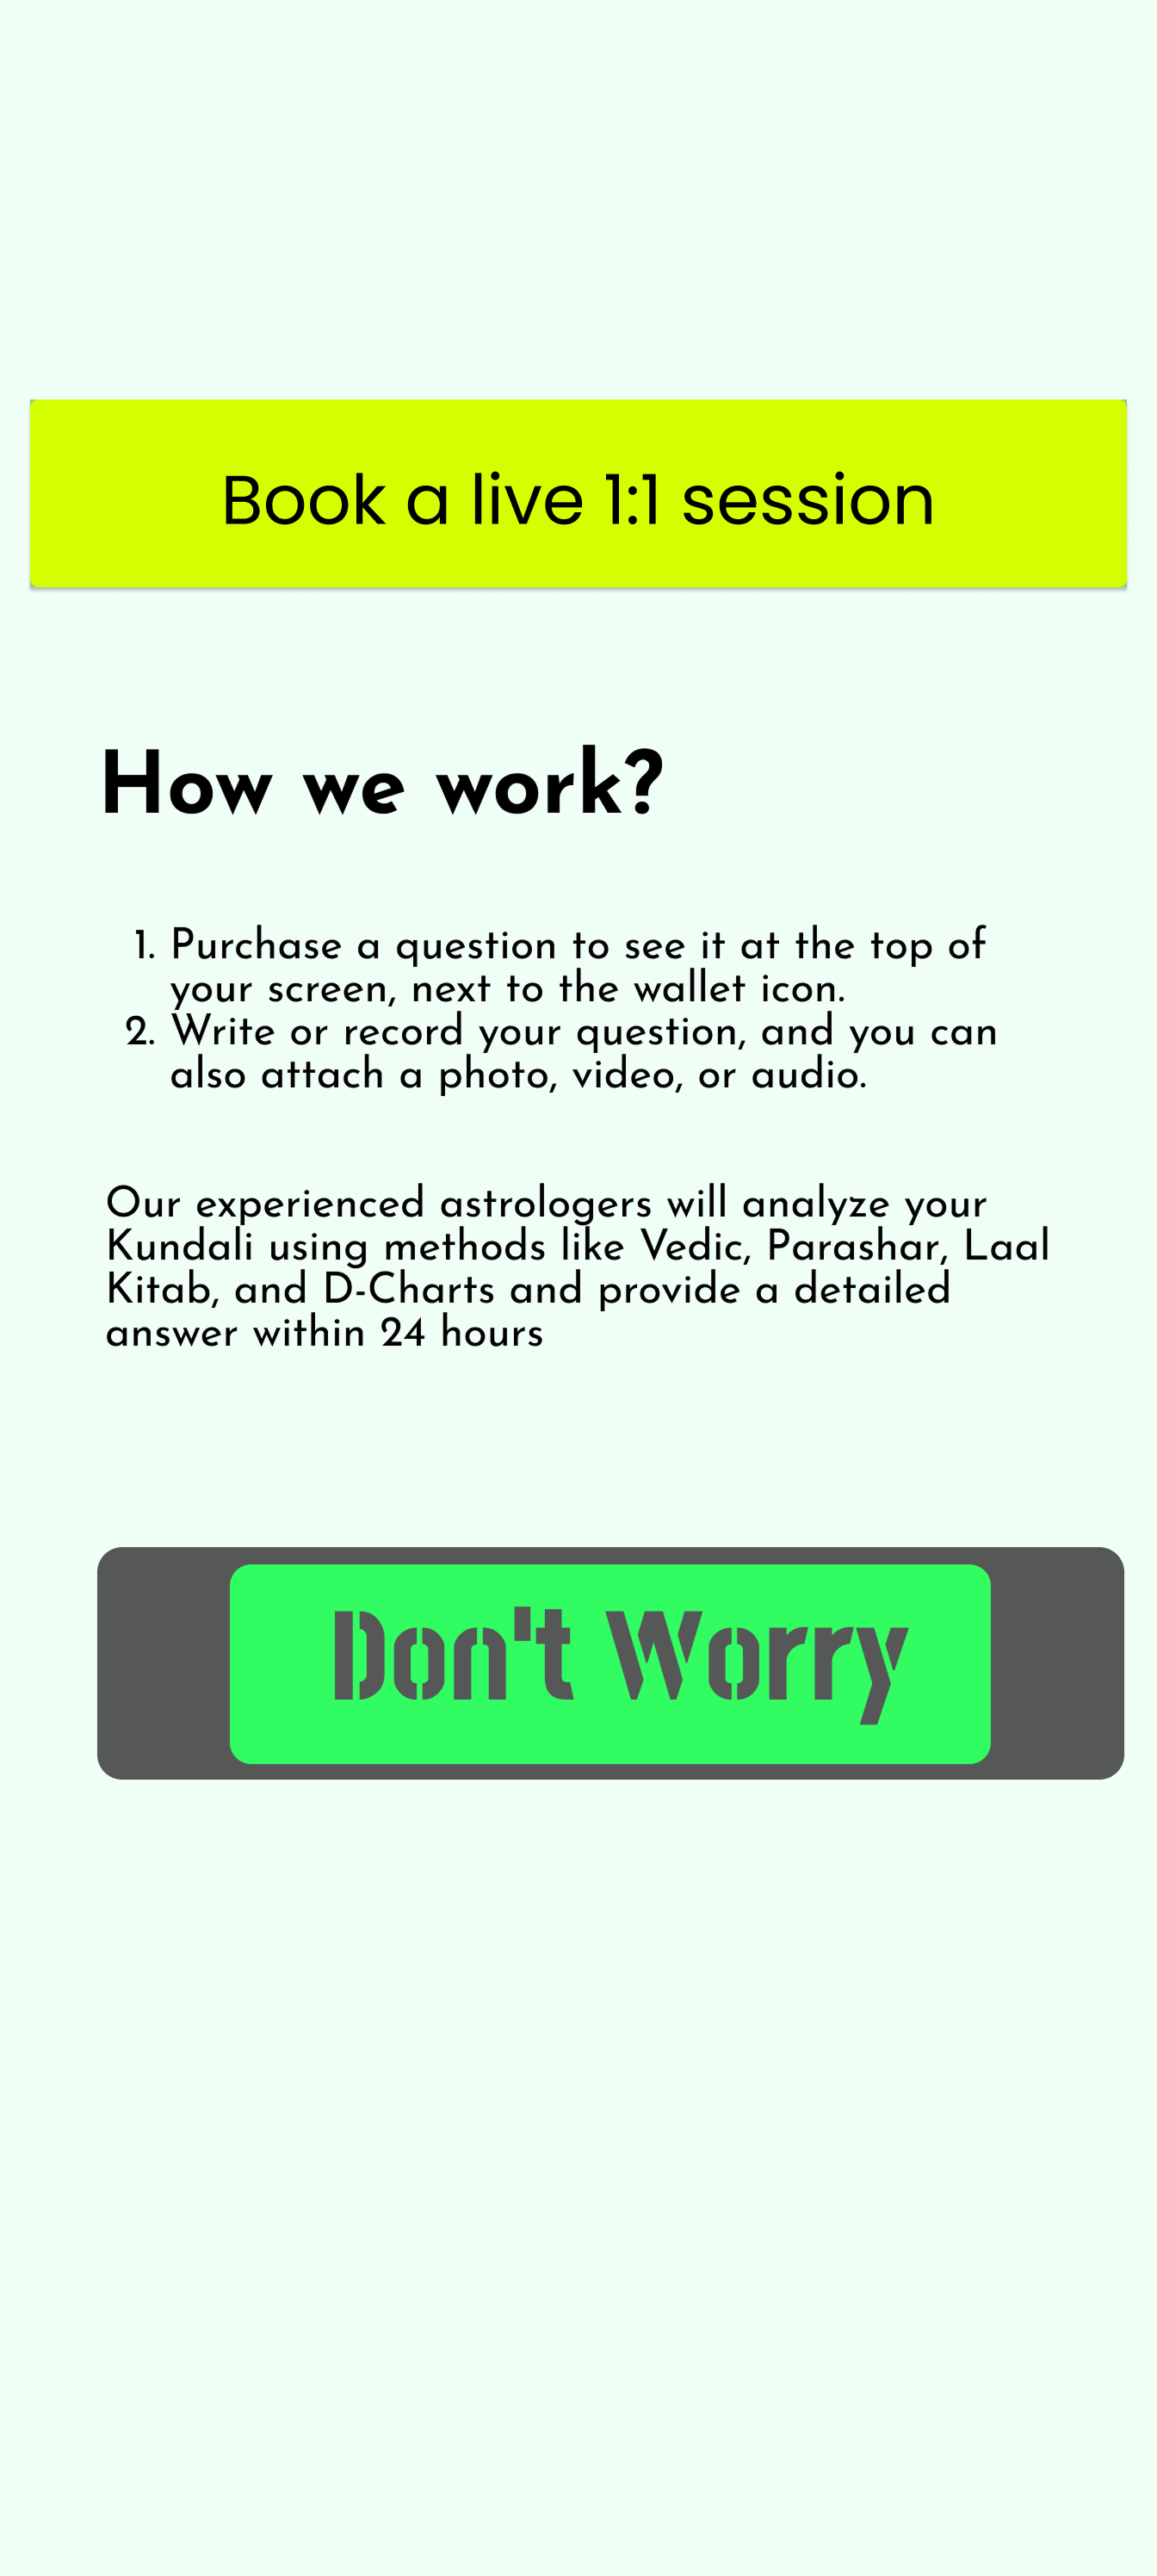 Book a live 1:1 session
How we work?
1. Purchase a question to see it at the top of
your screen, next to the wallet icon.
2. Write or record your question, and you can
also attach a photo, video, or audio.
Our experienced astrologers will analyze your
Kundali using methods like Vedic, Parashar, Laal
Kitab, and D-Charts and provide a detailed
answer within 24 hours
Don't Worry